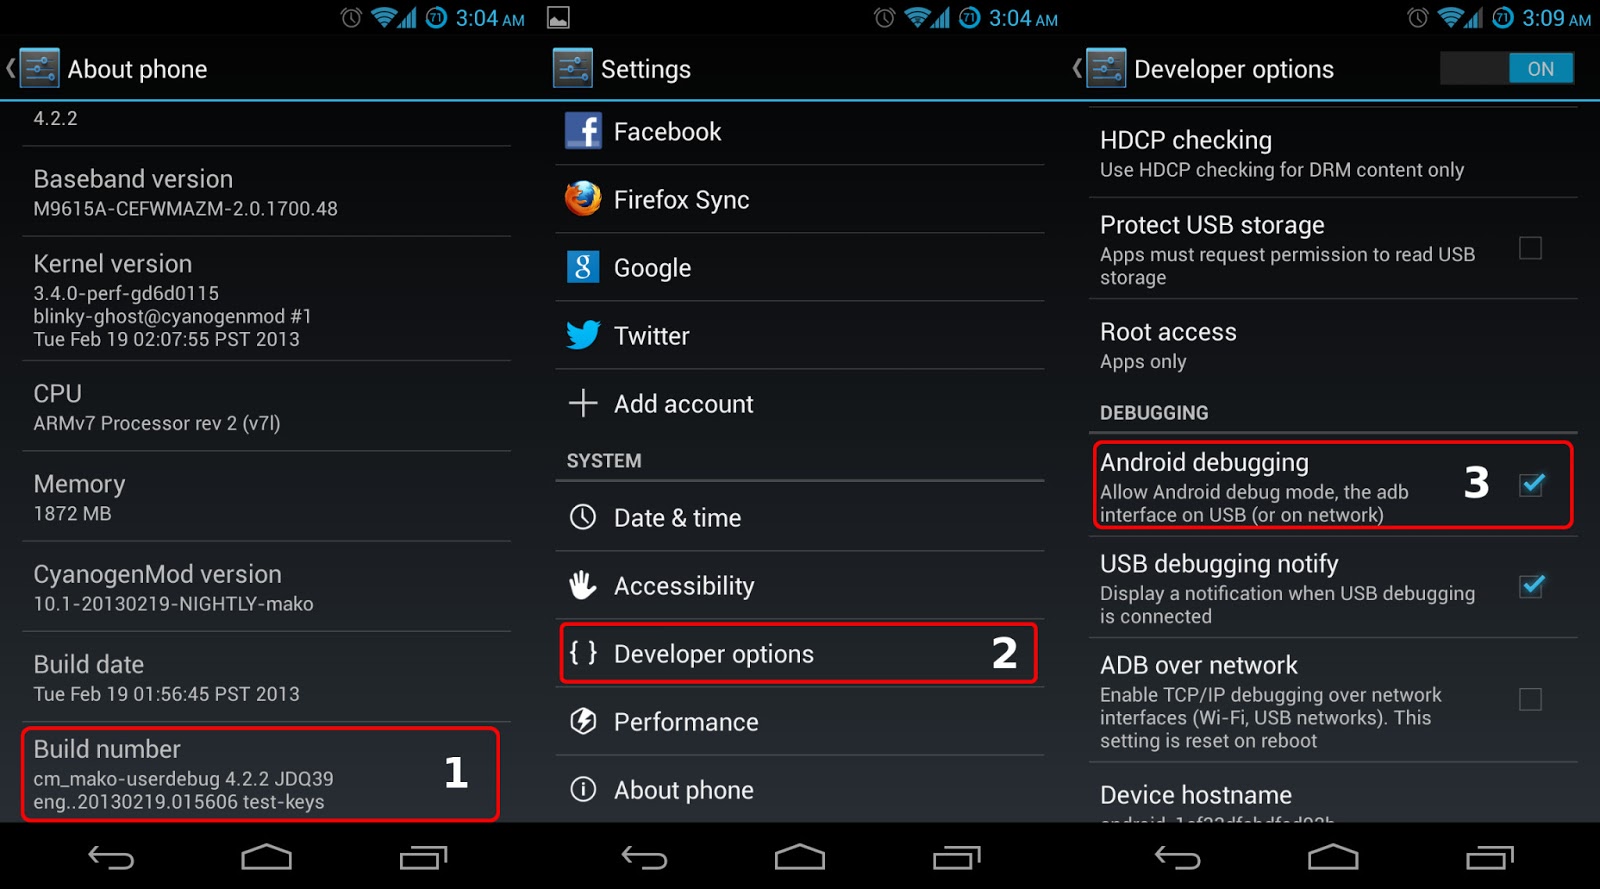 71 3:04 AM
About phone
4.2.2
Baseband version
M9615A-CEFWMAZM-2.0.1700.48
Kernel version
3.4.0-perf-gd6d0115
blinky-ghost@cyanogenmod #1
Tue Feb 19 02:07:55 PST 2013
CPU
ARMv7 Processor rev 2 (v7l)
Memory
1872 MB
CyanogenMod version
10.1-20130219-NIGHTLY-mako
Build date
Tue Feb 19 01:56:45 PST 2013
Build number
cm_mako-userdebug 4.2.2 JDQ39
eng..20130219.015606 test-keys
1
71 3:04 AM
Settings
f Facebook
Firefox Sync
g Google
Twitter
Add account
SYSTEM
Date & time
Accessibility
{ } Developer options 2
Performance
About phone
71 3:09 AM
Developer options ON
HDCP checking
Use HDCP checking for DRM content only
Protect USB storage
Apps must request permission to read USB
storage
Root access
Apps only
DEBUGGING
Android debugging
Allow Android debug mode, the adb
interface on USB (or on network)
3
USB debugging notify
Display a notification when USB debugging
is connected
ADB over network
Enable TCP/IP debugging over network
interfaces (Wi-Fi, USB networks). This
setting is reset on reboot
Device hostname